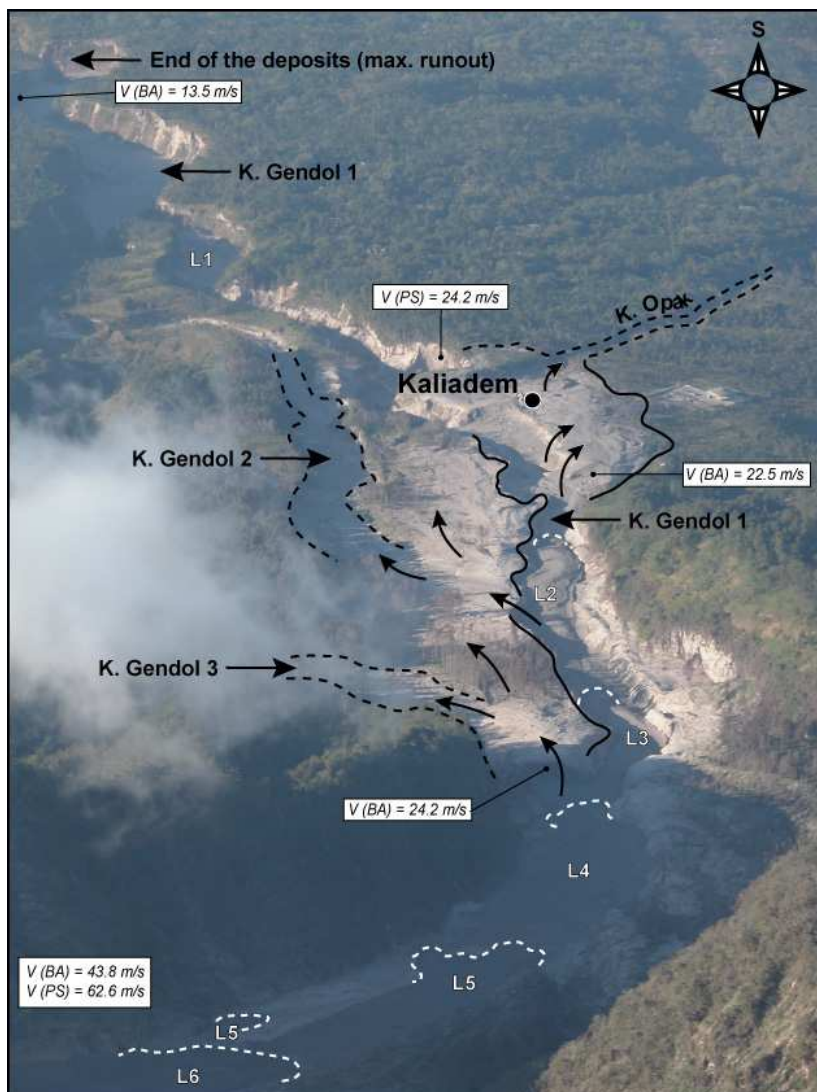 S
End of the deposits (max. runout)
V (BA) = 13.5 m/s
K. Gendol 1
L1
V (PS) = 24.2 m/s
K. Opak
Kaliadem
K. Gendol 2
V (BA) = 22.5 m/s
K. Gendol 1
L2
K. Gendol 3
L3
V (BA) = 24.2 m/s
L4
V (BA) = 43.8 m/s
V (PS) = 62.6 m/s
L5
L5
L6